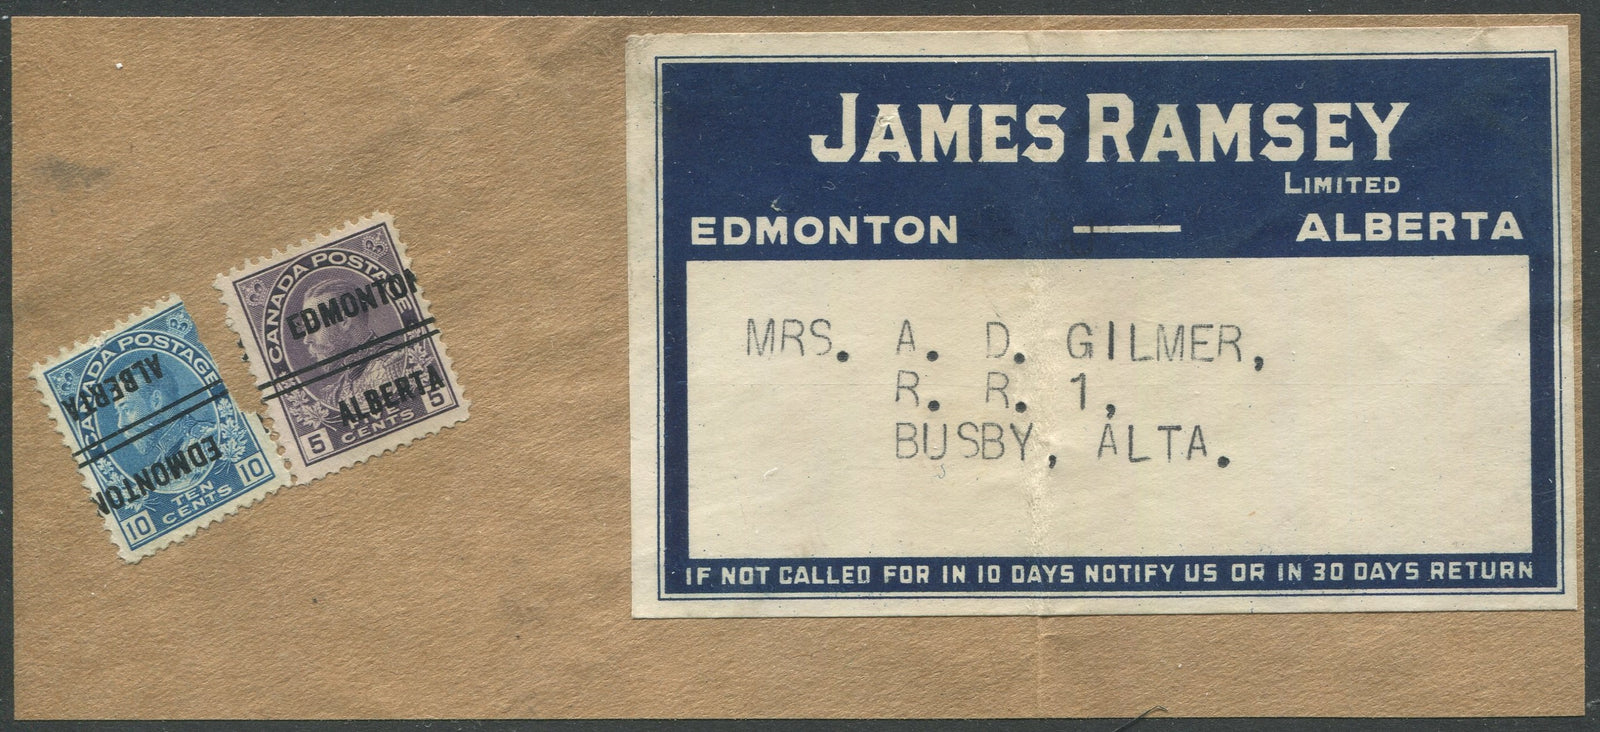 JAMES RAMSEY
LIMITED
EDMONTON — ALBERTA
MRS. A. D. GILMER,
R. R. 1,
BUSBY, ALTA.
IF NOT CALLED FOR IN 10 DAYS NOTIFY US OR IN 30 DAYS RETURN
CANADA POSTAGE
EDMONTON
ALBERTA
5 5
CENTS
CANADA POSTAGE
EDMONTON
ALBERTA
10 TEN 10
CENTS